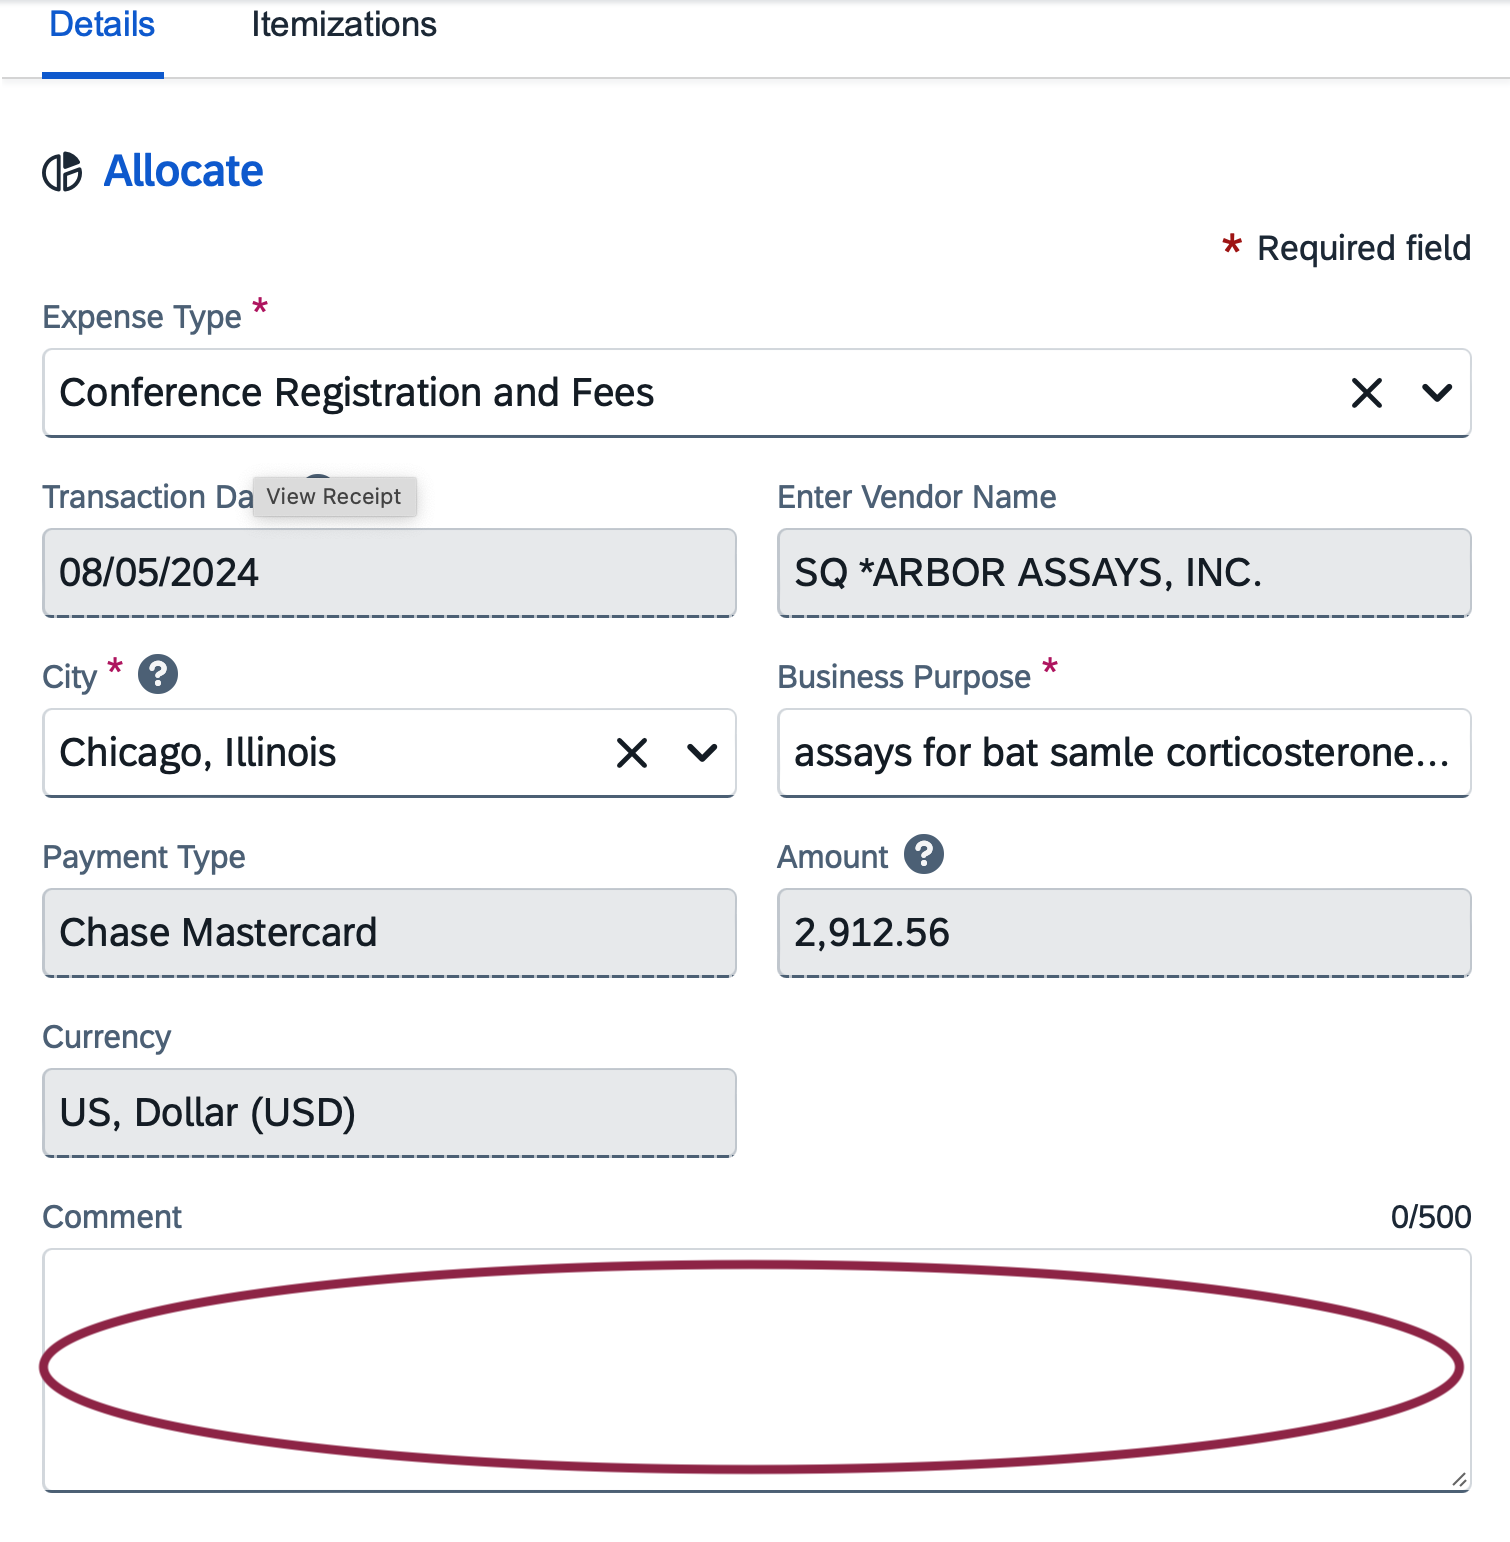 Details Itemizations
Allocate
* Required field
Expense Type *
Conference Registration and Fees
Transaction Da View Receipt Enter Vendor Name
08/05/2024 SQ *ARBOR ASSAYS, INC.
City * ? Business Purpose *
Chicago, Illinois assays for bat samle corticosterone...
Payment Type Amount ?
Chase Mastercard 2,912.56
Currency
US, Dollar (USD)
Comment 0/500